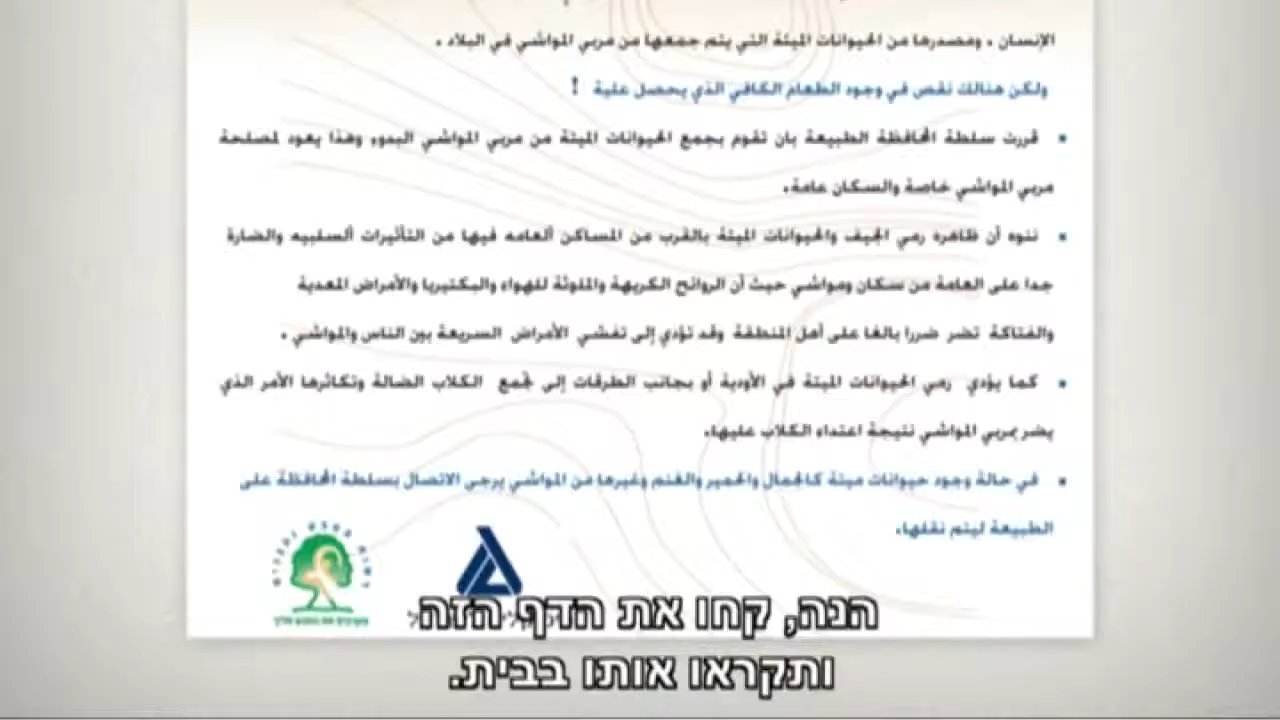 الإنسان ، ومصدرها من الحيوانات الميتة التي يتم جمعها من مربي المواشي في البلاد .
ولكن هنالك نقص في وجود الطعام الكافي الذي يحصل علية !
• قررت سلطة المحافظة الطبيعة بان تقوم بجمع الحيوانات الميتة من مربي المواشي البدوء وهذا يعود لمصلحة
مربي المواشي خاصة والسكان عامة.
• ننوه أن ظاهره رمي الجيف والحيوانات الميتة بالقرب من المساكن ألعامه فيها من التأثيرات ألسلبيه والضارة
جدا على العامة من سكان ومواشي حيث أن الروائح الكريهة والملوثة للهواء والبكتيريا والأمراض المعدية
والفتاكة تضر ضررا بالغا على أهل المنطقة وقد تؤدي إلى تفشي الأمراض السريعة بين الناس والمواشي .
• كما يؤدي رمي الحيوانات الميتة في الأودية أو بجانب الطرقات إلى تجمع الكلاب الضالة وتكاثرها الأمر الذي
يضر بمربي المواشي نتيجة اعتداء الكلاب عليها.
• في حالة وجود حيوانات ميتة كالجمال والحمير والغنم وغيرها من المواشي يرجى الاتصال بسلطة المحافظة على
الطبيعة ليتم نقلها.
הנה, קחו את הדף הזה
ותקראו אותו בבית.